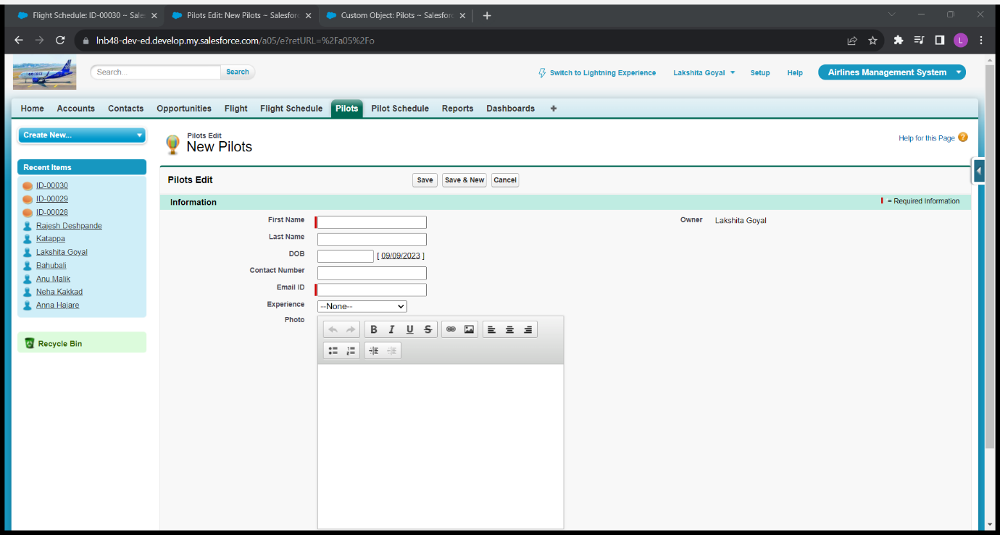 Flight Schedule: ID-00030 ~ Sales
Pilots Edit: New Pilots ~ Salesforc
Custom Object: Pilots ~ Salesforc
lnb48-dev-ed.develop.my.salesforce.com/a05/e?retURL=%2Fa05%2Fo
L
Search...
Search
Switch to Lightning Experience
Lakshita Goyal
Setup
Help
Airlines Management System
Home
Accounts
Contacts
Opportunities
Flight
Flight Schedule
Pilots
Pilot Schedule
Reports
Dashboards
+
Create New...
Pilots Edit
New Pilots
Help for this Page
Recent Items
ID-00030
ID-00029
ID-00028
Rajesh Deshpande
Katappa
Lakshita Goyal
Bahubali
Anu Malik
Neha Kakkad
Anna Hajare
Recycle Bin
Pilots Edit
Save
Save & New
Cancel
Information
= Required Information
First Name
Owner Lakshita Goyal
Last Name
DOB
[ 09/09/2023 ]
Contact Number
Email ID
Experience
--None--
Photo
B I U S